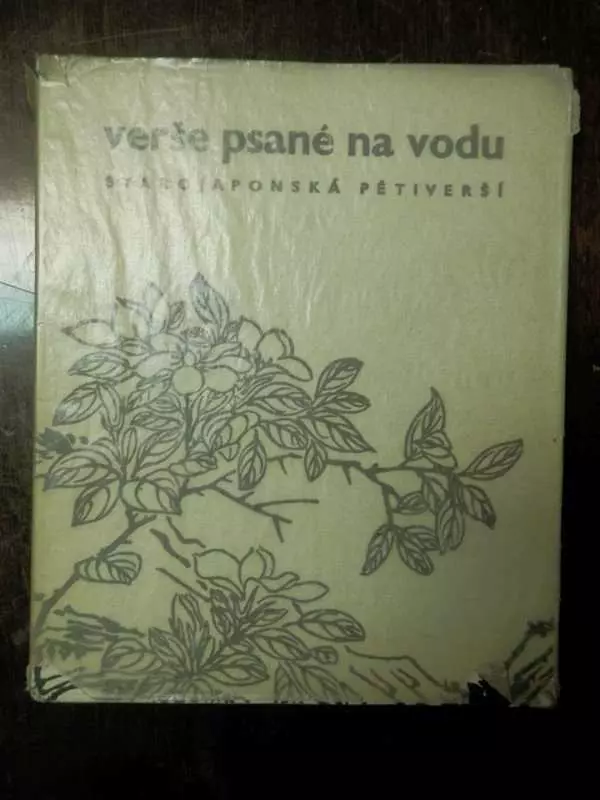 verše psané na vodu
STAROJAPONSKÁ PĚTIVERŠÍ